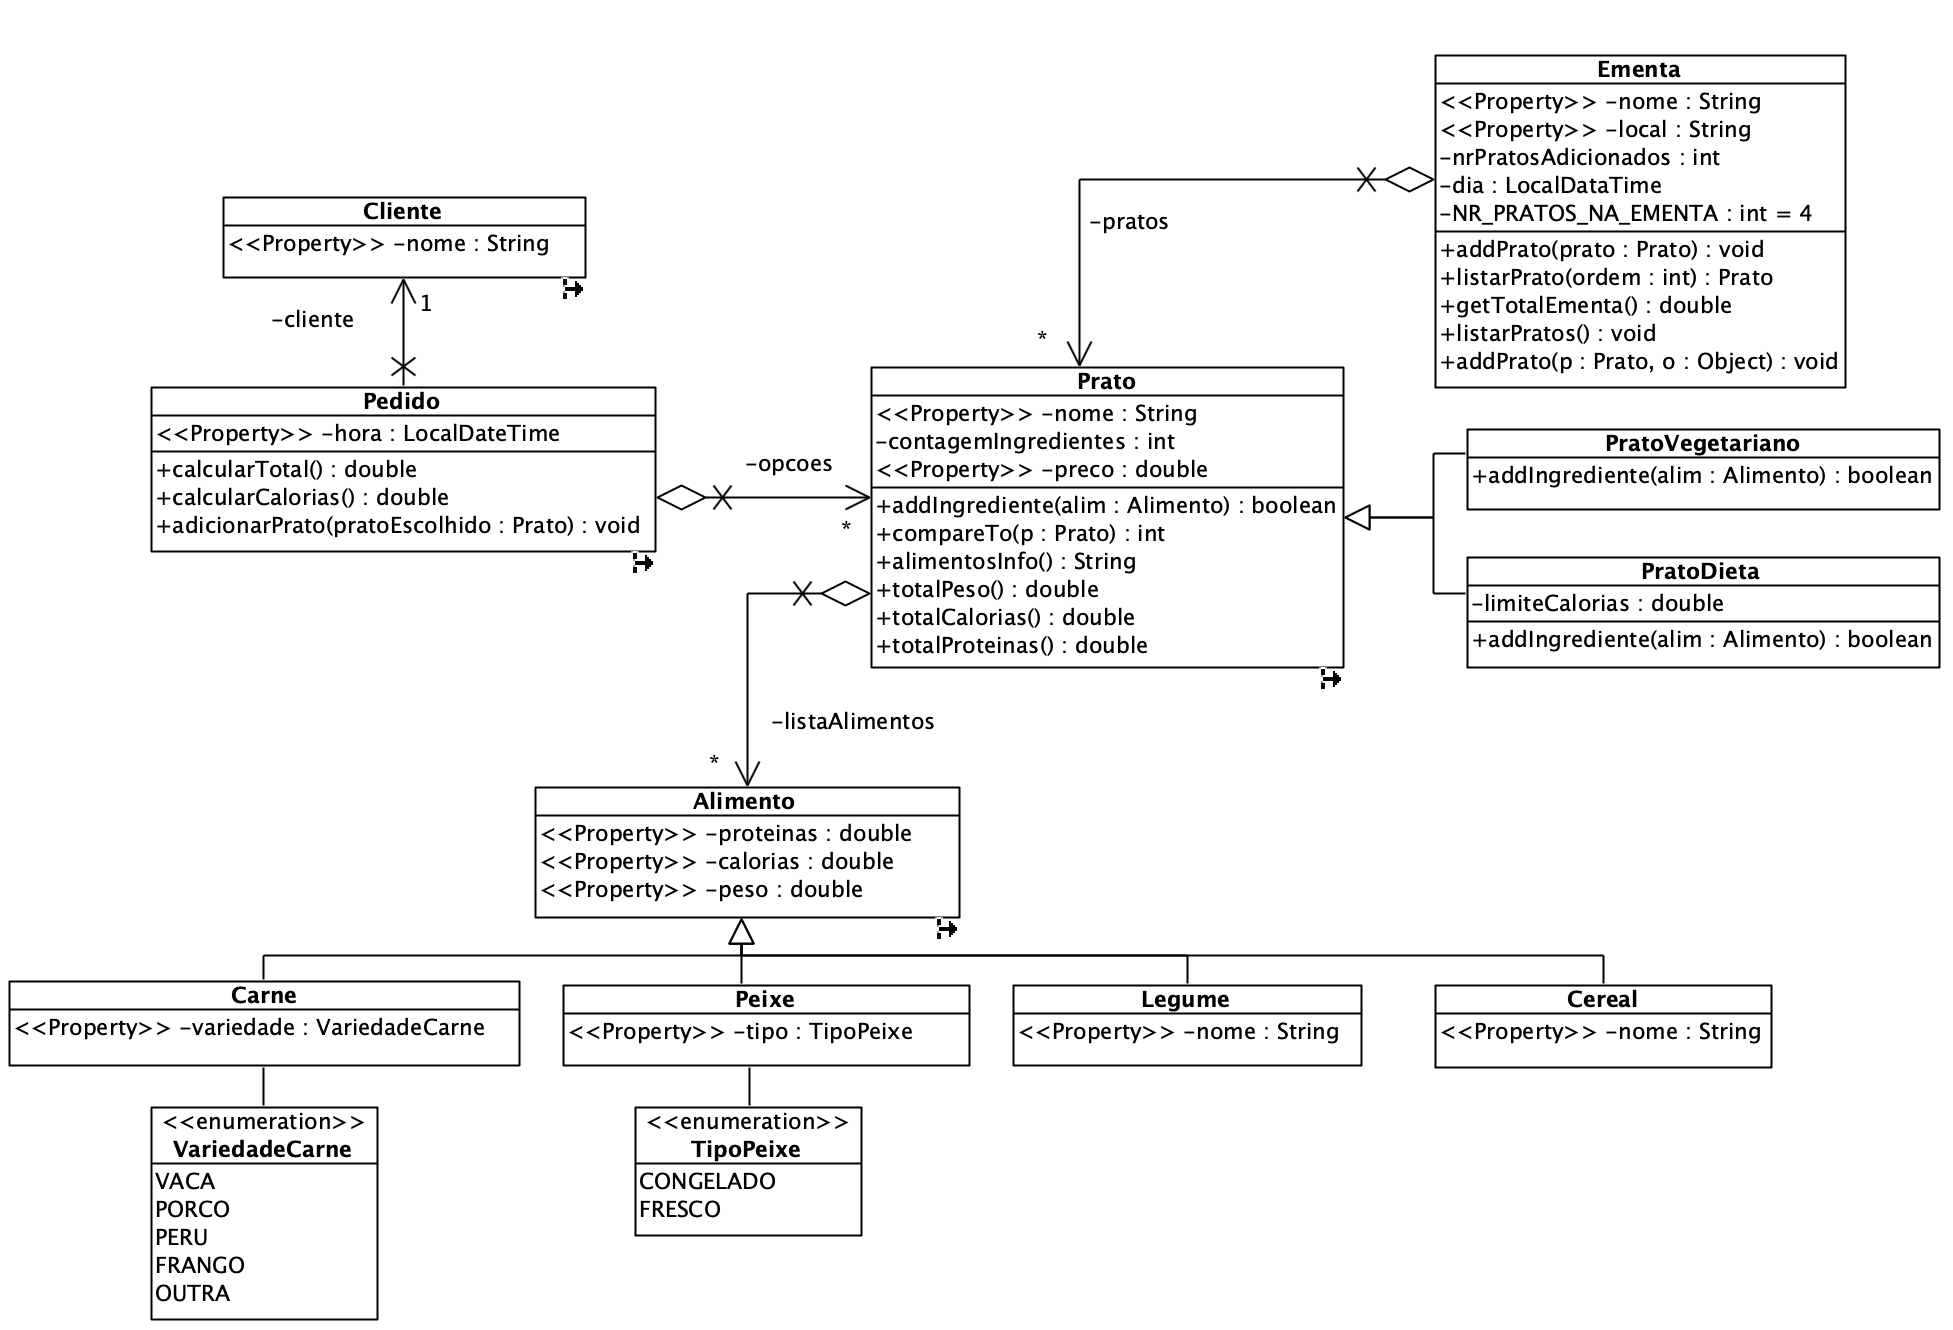 Ementa
<<Property>> -nome : String
<<Property>> -local : String
-nrPratosAdicionados : int
-dia : LocalDataTime
-NR_PRATOS_NA_EMENTA : int = 4
+addPrato(prato : Prato) : void
+listarPrato(ordem : int) : Prato
+getTotalEmenta() : double
+listarPratos() : void
+addPrato(p : Prato, o : Object) : void
-pratos
*
Cliente
<<Property>> -nome : String
1
-cliente
Pedido
<<Property>> -hora : LocalDateTime
+calcularTotal() : double
+calcularCalorias() : double
+adicionarPrato(pratoEscolhido : Prato) : void
-opcoes
*
Prato
<<Property>> -nome : String
-contagemIngredientes : int
<<Property>> -preco : double
+addIngrediente(alim : Alimento) : boolean
+compareTo(p : Prato) : int
+alimentosInfo() : String
+totalPeso() : double
+totalCalorias() : double
+totalProteinas() : double
PratoVegetariano
+addIngrediente(alim : Alimento) : boolean
PratoDieta
-limiteCalorias : double
+addIngrediente(alim : Alimento) : boolean
-listaAlimentos
*
Alimento
<<Property>> -proteinas : double
<<Property>> -calorias : double
<<Property>> -peso : double
Carne
<<Property>> -variedade : VariedadeCarne
Peixe
<<Property>> -tipo : TipoPeixe
Legume
<<Property>> -nome : String
Cereal
<<Property>> -nome : String
<<enumeration>>
VariedadeCarne
VACA
PORCO
PERU
FRANGO
OUTRA
<<enumeration>>
TipoPeixe
CONGELADO
FRESCO